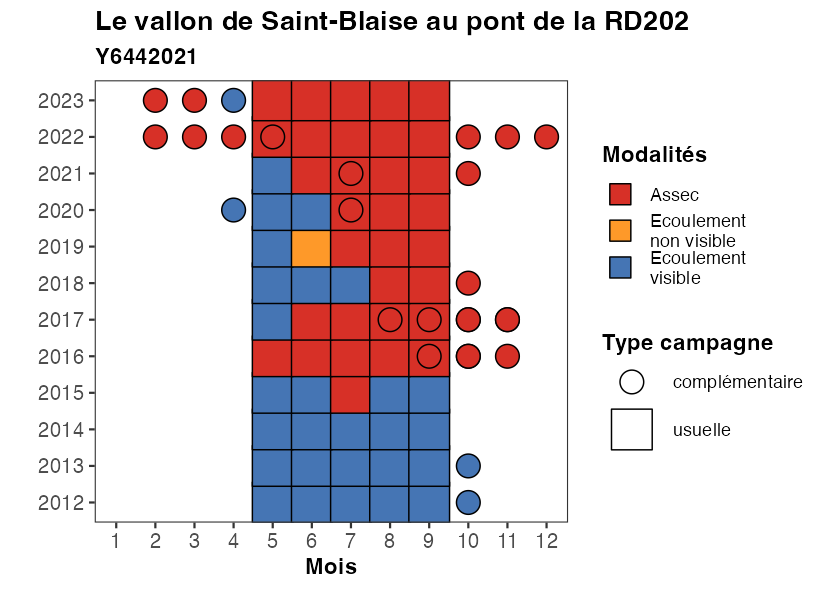 Le vallon de Saint-Blaise au pont de la RD202
Y6442021
2023
2022
2021
2020
2019
2018
2017
2016
2015
2014
2013
2012
1 2 3 4 5 6 7 8 9 10 11 12
Mois
Modalités
Assec
Ecoulement
non visible
Ecoulement
visible
Type campagne
complémentaire
usuelle